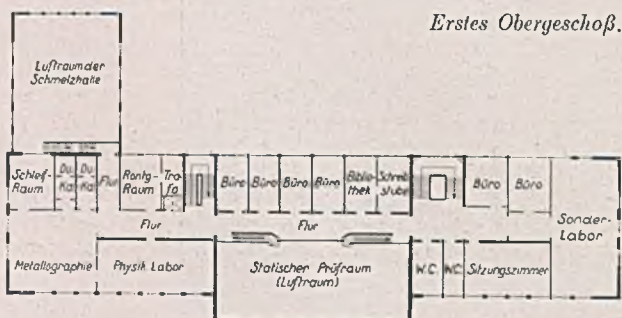 Erstes Obergeschoß.
Luftraum der
Schmelzhalle
Schleif-
Raum
Du.
Ka.
Du.
Ka.
Flur
Röntg-
Raum
Tra-
fo
Büro
Büro
Büro
Büro
Biblio-
thek
Schreib-
stube
Büro
Büro
Sonder-
Labor
Flur
Flur
Metallographie
Physik Labor
Statischer Prüfraum
(Luftraum)
W.C.
WC
Sitzungszimmer